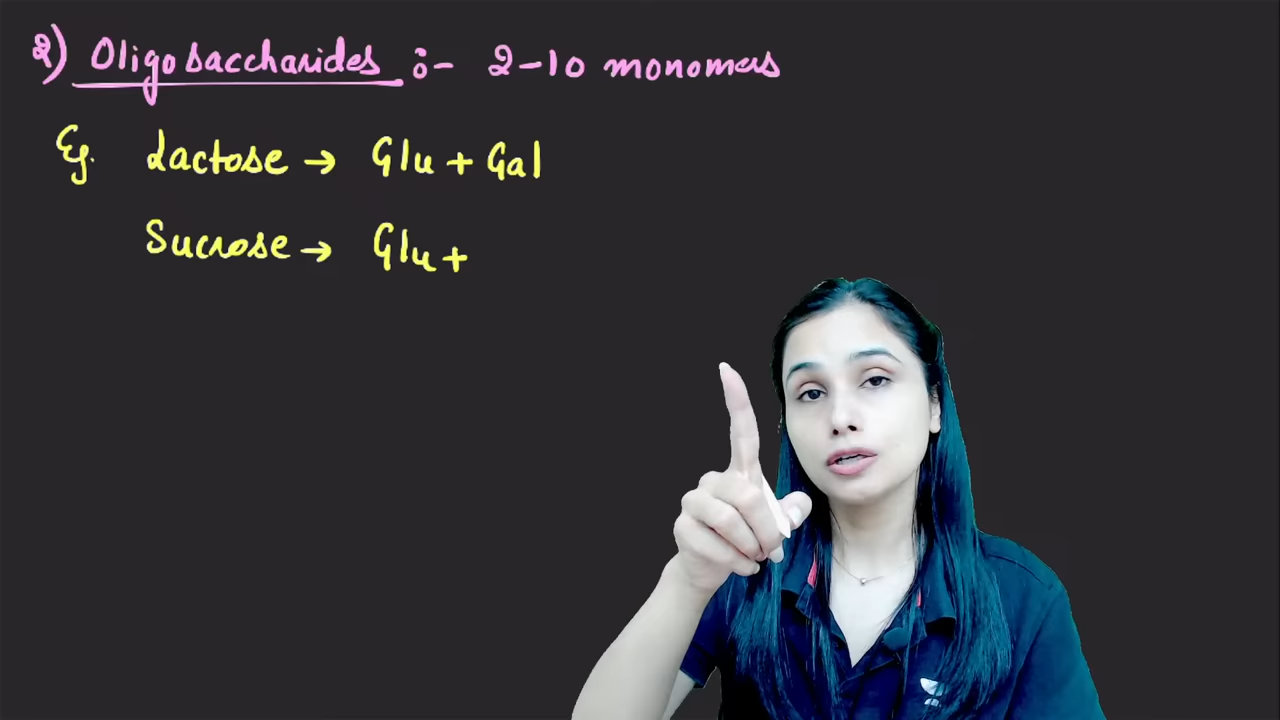 2) Oligosaccharides :- 2-10 monomers
Eg. Lactose → Glu + Gal
Sucrose → Glu +